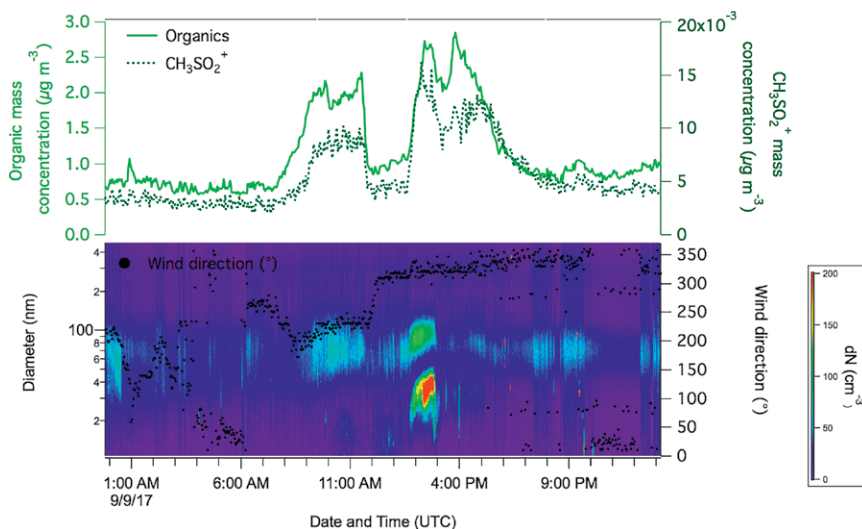 3.0
2.5
2.0
1.5
1.0
0.5
0.0
Organic mass
concentration (µg m⁻³)
Organics
CH₃SO₂⁺
20x10⁻³
15
10
5
0
CH₃SO₂⁺ mass
concentration (µg m⁻³)
4
2
100
8
6
4
2
Diameter (nm)
Wind direction (°)
350
300
250
200
150
100
50
0
Wind direction (°)
200
150
100
50
0
dN (cm⁻³)
1:00 AM
9/9/17
6:00 AM
11:00 AM
4:00 PM
9:00 PM
Date and Time (UTC)